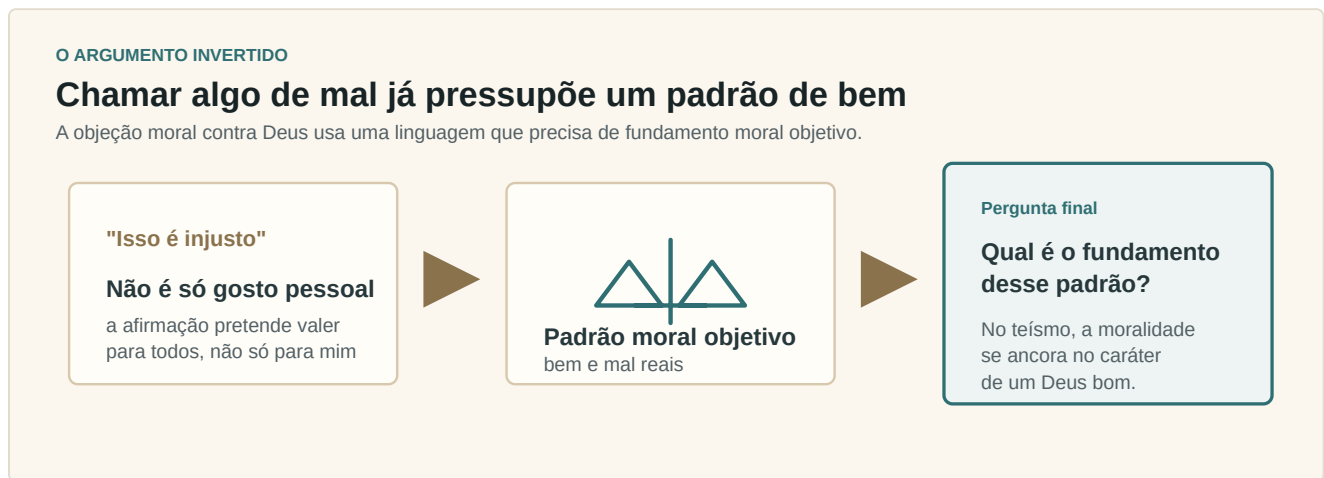 O ARGUMENTO INVERTIDO
Chamar algo de mal já pressupõe um padrão de bem
A objeção moral contra Deus usa uma linguagem que precisa de fundamento moral objetivo.
"Isso é injusto"
Não é só gosto pessoal
a afirmação pretende valer
para todos, não só para mim
Padrão moral objetivo
bem e mal reais
Pergunta final
Qual é o fundamento
desse padrão?
No teísmo, a moralidade
se ancora no caráter
de um Deus bom.